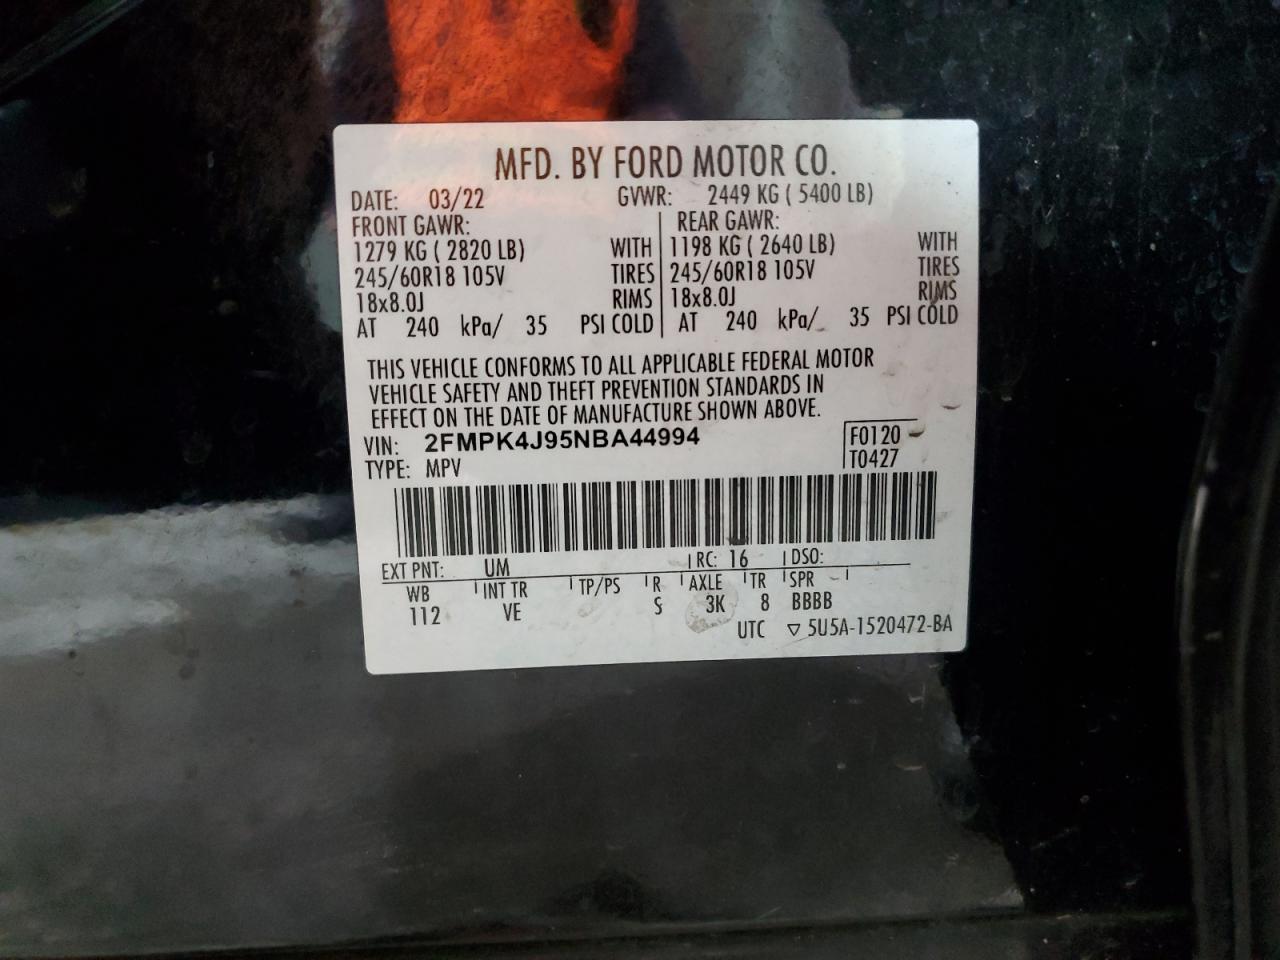 MFD. BY FORD MOTOR CO.
DATE: 03/22 GVWR: 2449 KG ( 5400 LB)
FRONT GAWR: REAR GAWR:
1279 KG ( 2820 LB) WITH 1198 KG ( 2640 LB) WITH
245/60R18 105V TIRES 245/60R18 105V TIRES
18x8.0J RIMS 18x8.0J RIMS
AT 240 kPa/ 35 PSI COLD AT 240 kPa/ 35 PSI COLD
THIS VEHICLE CONFORMS TO ALL APPLICABLE FEDERAL MOTOR
VEHICLE SAFETY AND THEFT PREVENTION STANDARDS IN
EFFECT ON THE DATE OF MANUFACTURE SHOWN ABOVE.
VIN: 2FMPK4J95NBA44994 F0120
TYPE: MPV T0427
EXT PNT: UM RC: 16 DSO:
WB INT TR TP/PS R AXLE TR SPR
112 VE S 3K 8 BBBB
UTC ▽ 5U5A-1520472-BA